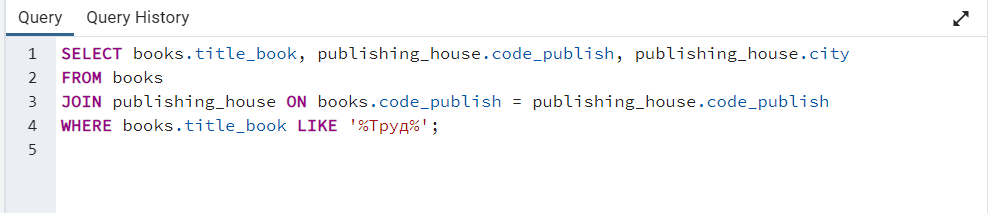 Query Query History
1 SELECT books.title_book, publishing_house.code_publish, publishing_house.city
2 FROM books
3 JOIN publishing_house ON books.code_publish = publishing_house.code_publish
4 WHERE books.title_book LIKE '%Труд%';
5